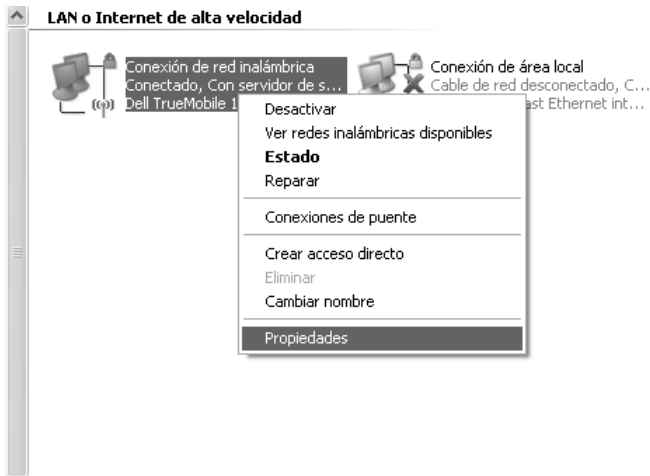 LAN o Internet de alta velocidad
Conexión de red inalámbrica
Conectado, Con servidor de s...
Dell TrueMobile 1
Conexión de área local
Cable de red desconectado, C...
ast Ethernet int...
Desactivar
Ver redes inalámbricas disponibles
Estado
Reparar
Conexiones de puente
Crear acceso directo
Eliminar
Cambiar nombre
Propiedades